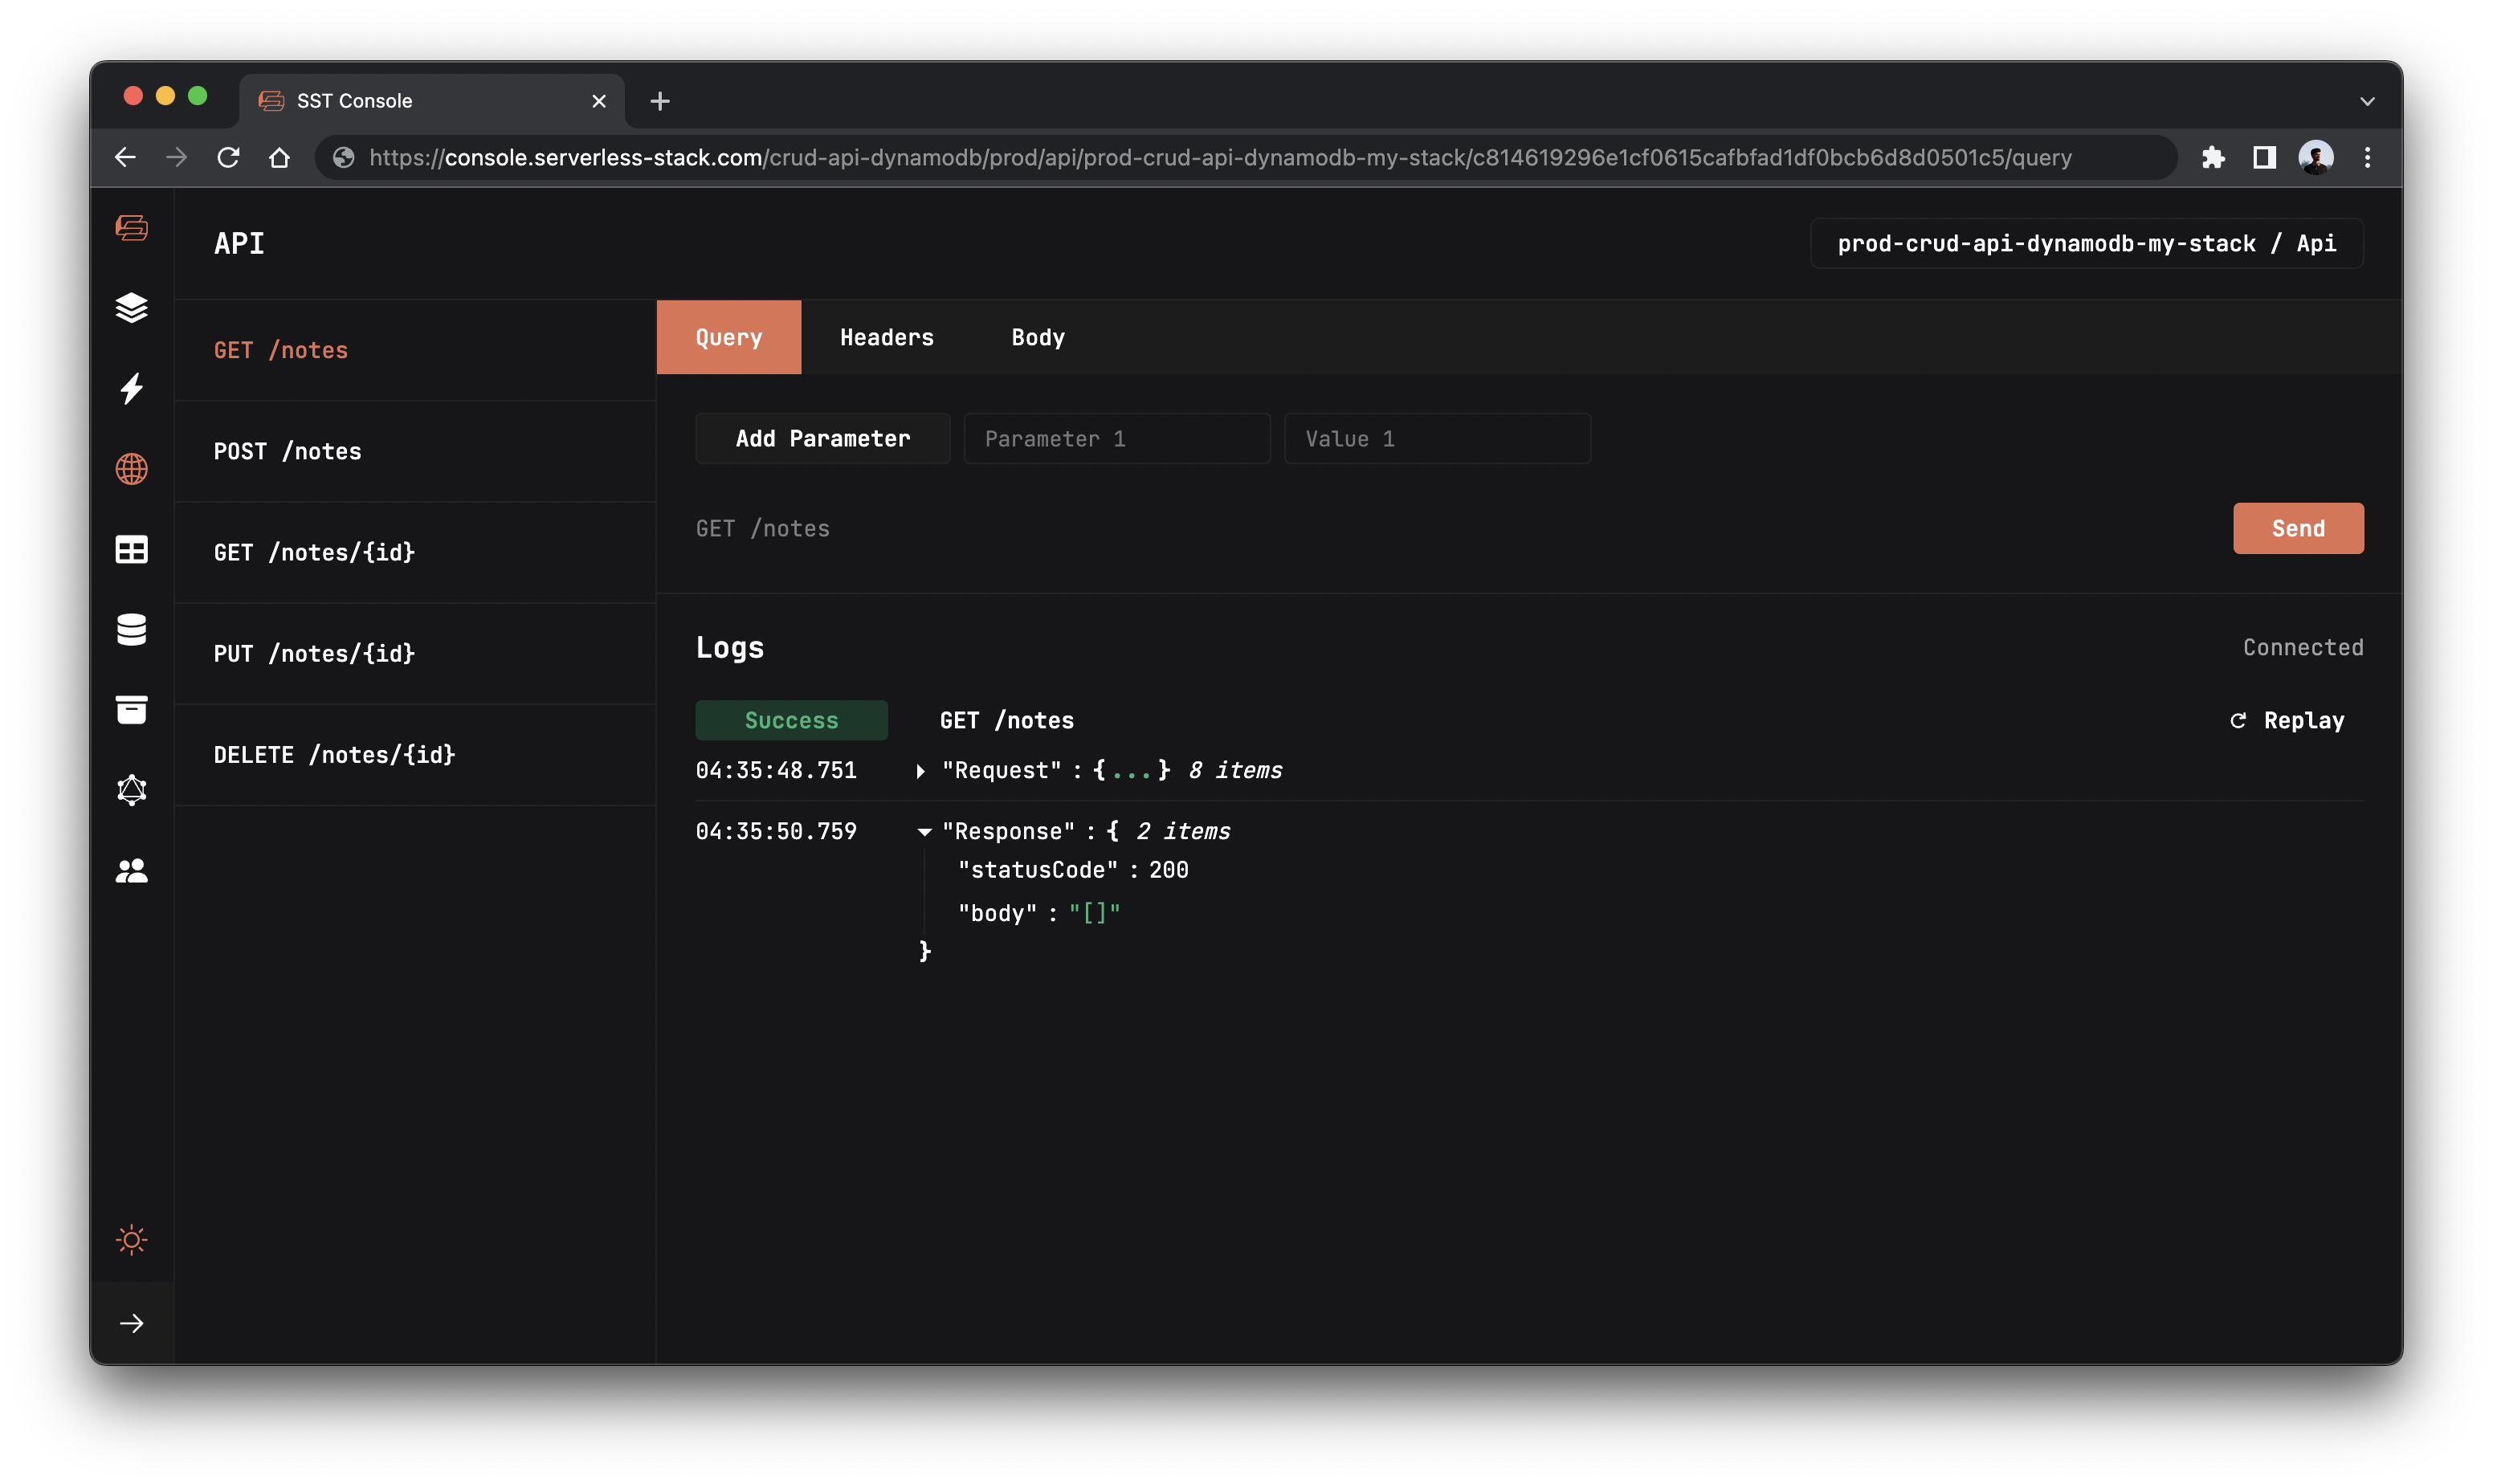 SST Console
https://console.serverless-stack.com/crud-api-dynamodb/prod/api/prod-crud-api-dynamodb-my-stack/c814619296e1cf0615cafbfad1df0bcb6d8d0501c5/query
API
prod-crud-api-dynamodb-my-stack / Api
GET /notes
POST /notes
GET /notes/{id}
PUT /notes/{id}
DELETE /notes/{id}
Query Headers Body
Add Parameter Parameter 1 Value 1
GET /notes Send
Logs Connected
Success GET /notes Replay
04:35:48.751 "Request" : {...} 8 items
04:35:50.759 "Response" : { 2 items
"statusCode" : 200
"body" : "[]"
}